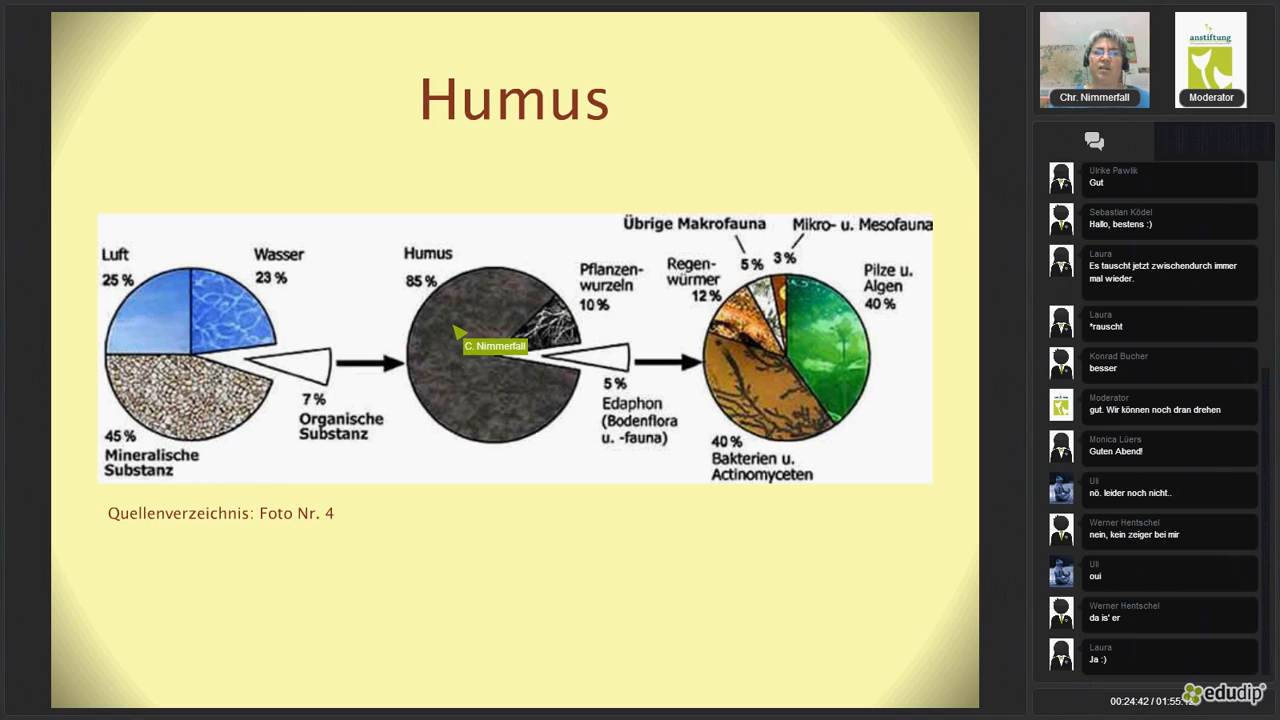 Humus
Luft
25 %
Wasser
23 %
7 %
Organische
Substanz
45 %
Mineralische
Substanz
Humus
85 %
Pflanzen-
wurzeln
10 %
C. Nimmerfall
5 %
Edaphon
(Bodenflora
u. -fauna)
Übrige Makrofauna
5 %
Mikro- u. Mesofauna
3 %
Regen-
würmer
12 %
Pilze u.
Algen
40 %
40 %
Bakterien u.
Actinomyceten
Quellenverzeichnis: Foto Nr. 4
anstiftung
Chr. Nimmerfall
Moderator
Ulrike Pawlik
Gut
Sebastian Ködel
Hallo, bestens :)
Laura
Es tauscht jetzt zwischendurch immer
mal wieder.
Laura
*rauscht
Konrad Bucher
besser
Moderator
gut. Wir können noch dran drehen
Monica Lüers
Guten Abend!
Uli
nö. leider noch nicht..
Werner Hentschel
nein, kein zeiger bei mir
Uli
oui
Werner Hentschel
da is' er
Laura
Ja :)
00:24:42 / 01:55:
edudip